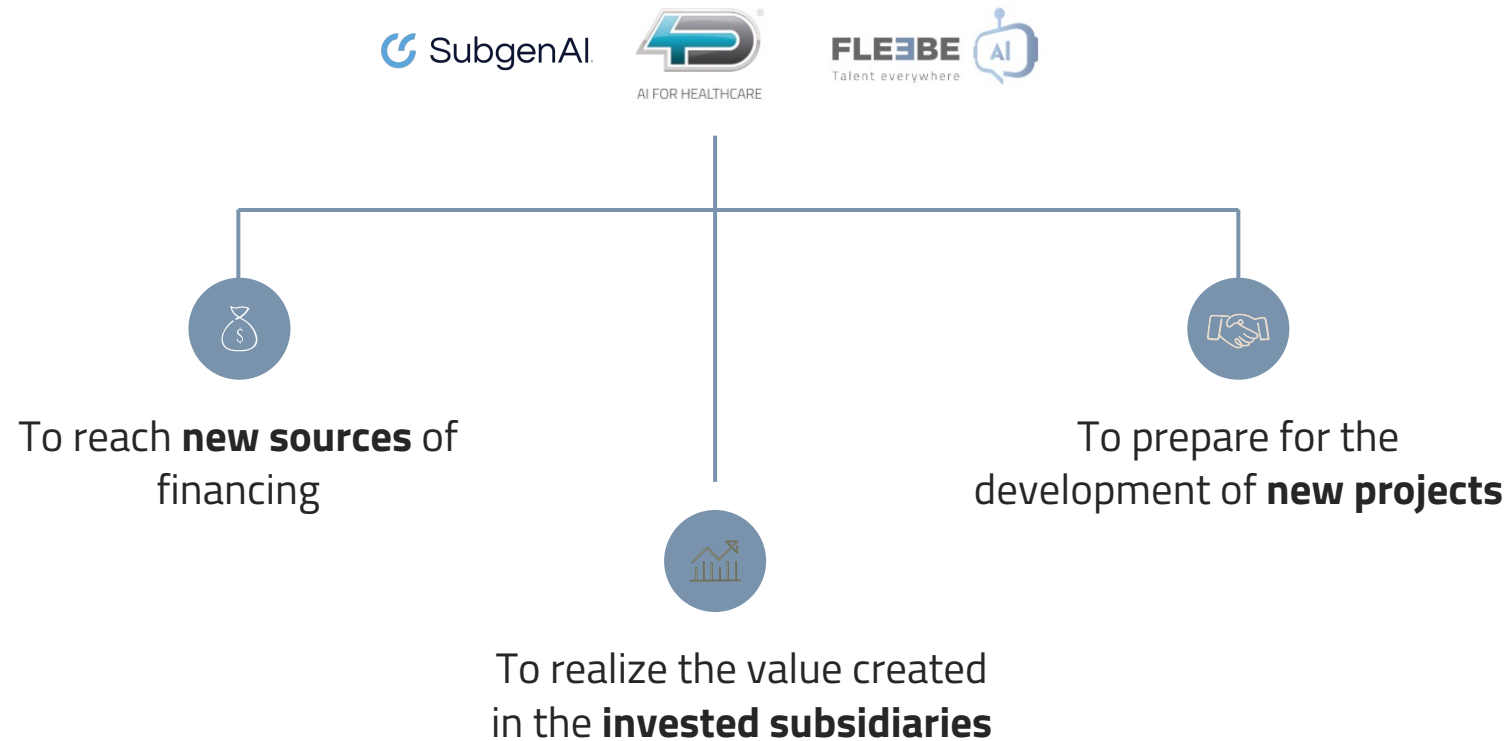 SubgenAI
4D
®
AI FOR HEALTHCARE
FLEEBE
AI
Talent everywhere
$
To reach new sources of
financing
To prepare for the
development of new projects
To realize the value created
in the invested subsidiaries